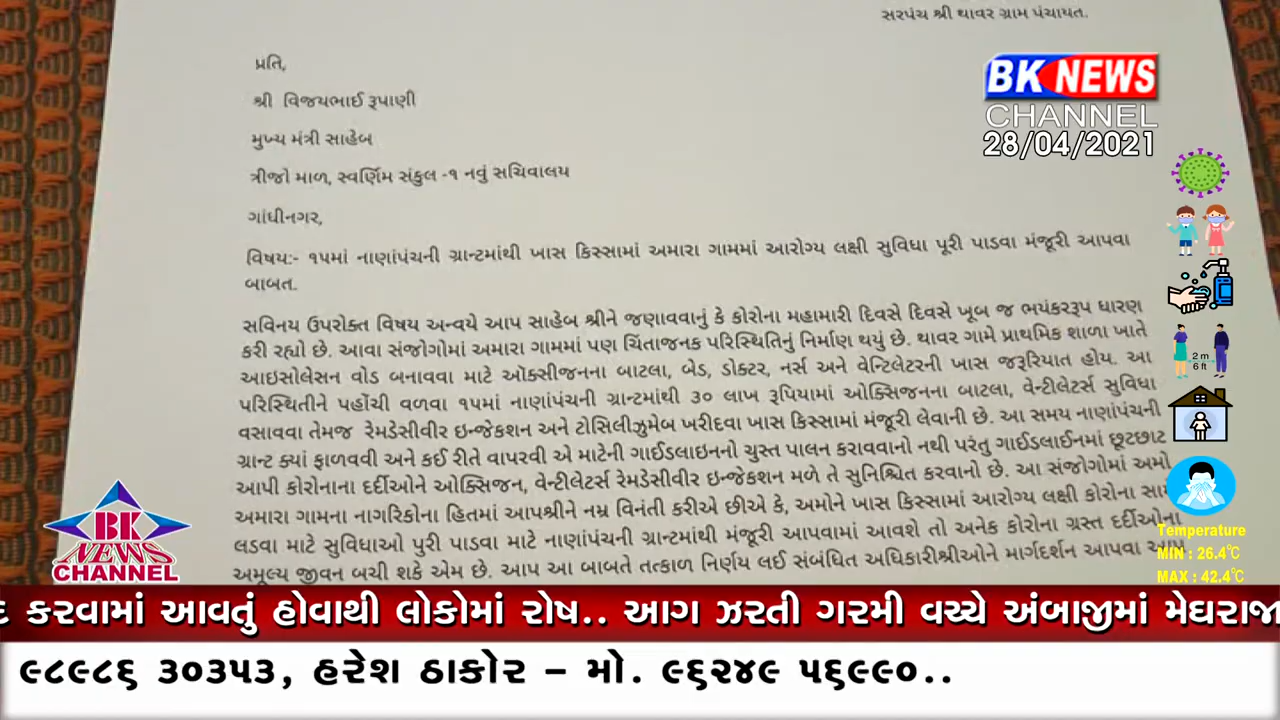 સરપંચ શ્રી થાવર ગ્રામ પંચાયત.
પ્રતિ,
શ્રી વિજયભાઈ રૂપાણી
મુખ્ય મંત્રી સાહેબ
ત્રીજો માળ, સ્વર્ણિમ સંકુલ -૧ નવું સચિવાલય
ગાંધીનગર,
વિષય:- ૧૫માં નાણાંપંચની ગ્રાન્ટમાંથી ખાસ કિસ્સામાં અમારા ગામમાં આરોગ્ય લક્ષી સુવિધા પૂરી પાડવા મંજૂરી આપવા
બાબત.
સવિનય ઉપરોક્ત વિષય અન્વયે આપ સાહેબ શ્રીને જણાવવાનું કે કોરોના મહામારી દિવસે દિવસે ખૂબ જ ભયંકરરૂપ ધારણ
કરી રહ્યો છે. આવા સંજોગોમાં અમારા ગામમાં પણ ચિંતાજનક પરિસ્થિતિનું નિર્માણ થયું છે. થાવર ગામે પ્રાથમિક શાળા ખાતે
આઇસોલેસન વોડ બનાવવા માટે ઑક્સીજનના બાટલા, બેડ, ડોક્ટર, નર્સ અને વેન્ટિલેટરની ખાસ જરૂરિયાત હોય. આ
પરિસ્થિતીને પહોંચી વળવા ૧૫માં નાણાંપંચની ગ્રાન્ટમાંથી ૩૦ લાખ રૂપિયામાં ઓક્સિજનના બાટલા, વેન્ટીલેટર્સ સુવિધા
વસાવવા તેમજ રેમડેસીવીર ઇન્જેકશન અને ટોસિલીઝુમેબ ખરીદવા ખાસ કિસ્સામાં મંજૂરી લેવાની છે. આ સમય નાણાંપંચની
ગ્રાન્ટ ક્યાં ફાળવવી અને કઈ રીતે વાપરવી એ માટેની ગાઈડલાઇનનો ચુસ્ત પાલન કરાવવાનો નથી પરંતુ ગાઈડલાઈનમાં છૂટછાટ
આપી કોરોનાના દર્દીઓને ઓક્સિજન, વેન્ટીલેટર્સ રેમડેસીવીર ઇન્જેકશન મળે તે સુનિશ્ચિત કરવાનો છે. આ સંજોગોમાં અમો
અમારા ગામના નાગરિકોના હિતમાં આપશ્રીને નમ્ર વિનંતી કરીએ છીએ કે, અમોને ખાસ કિસ્સામાં આરોગ્ય લક્ષી કોરોના સામે
લડવા માટે સુવિધાઓ પુરી પાડવા માટે નાણાંપંચની ગ્રાન્ટમાંથી મંજૂરી આપવામાં આવશે તો અનેક કોરોના ગ્રસ્ત દર્દીઓના
અમૂલ્ય જીવન બચી શકે એમ છે. આપ આ બાબતે તત્કાળ નિર્ણય લઈ સંબંધિત અધિકારીશ્રીઓને માર્ગદર્શન આપવા આપ
BK NEWS
CHANNEL
28/04/2021
2 m
6 ft
Temperature
MIN : 26.4℃
MAX : 42.4℃
BK
NEWS
CHANNEL
કરવામાં આવતું હોવાથી લોકોમાં રોષ.. આગ ઝરતી ગરમી વચ્ચે અંબાજીમાં મેઘરાજા
૯૮૯૮૬ ૩૦૩૫૩, હરેશ ઠાકોર – મો. ૯૬૨૪૯ ૫૬૯૯૦..